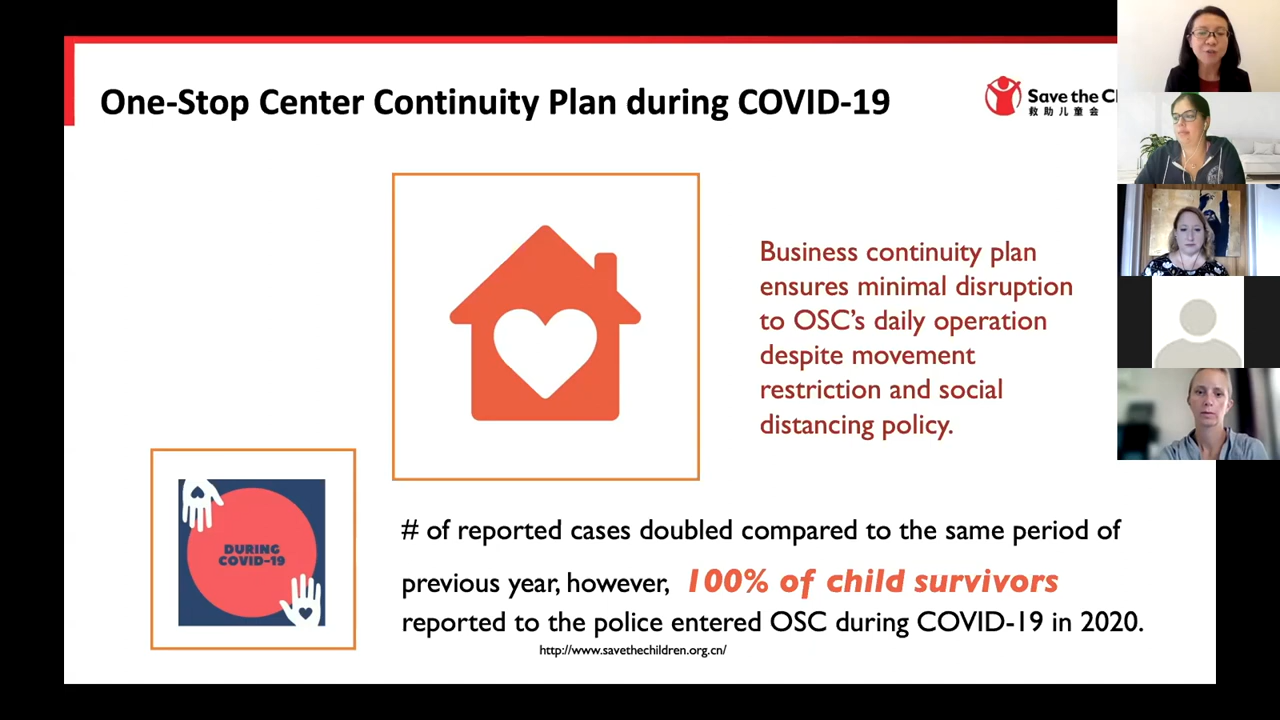 One-Stop Center Continuity Plan during COVID-19
Save the
救助儿童会
Business continuity plan
ensures minimal disruption
to OSC's daily operation
despite movement
restriction and social
distancing policy.
DURING
COVID-19
# of reported cases doubled compared to the same period of
previous year, however, 100% of child survivors
reported to the police entered OSC during COVID-19 in 2020.
http://www.savethechildren.org.cn/